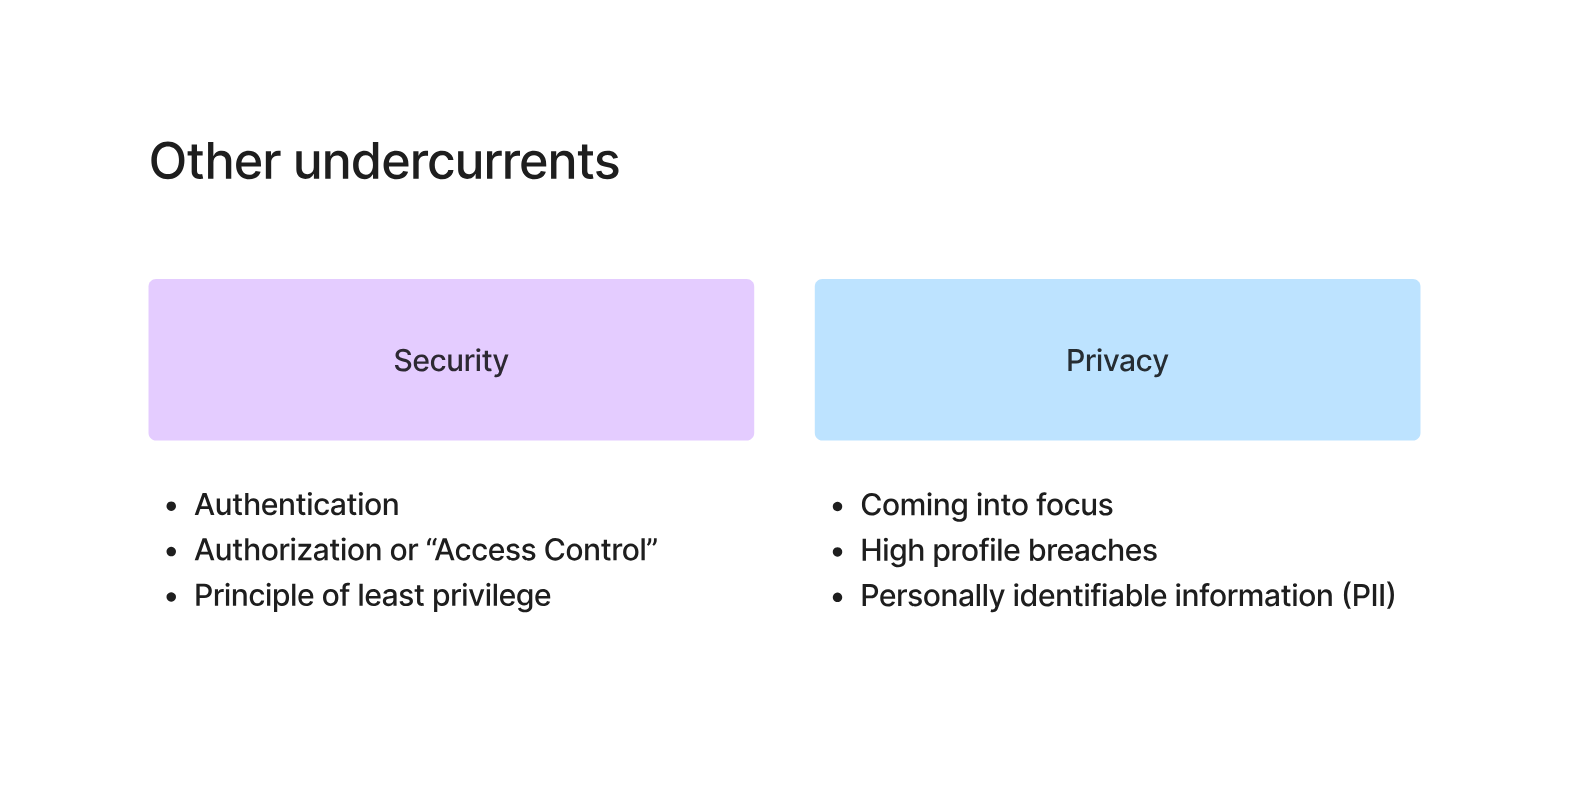 Other undercurrents
Security
Authentication
Authorization or “Access Control”
Principle of least privilege
Privacy
Coming into focus
High profile breaches
Personally identifiable information (PII)